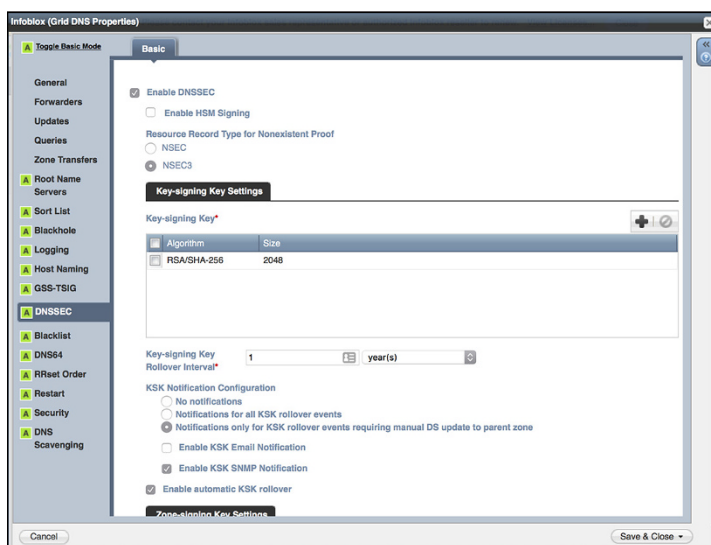 Infoblox (Grid DNS Properties)
A Toggle Basic Mode
Basic
General
Forwarders
Updates
Queries
Zone Transfers
A Root Name
Servers
A Sort List
A Blackhole
A Logging
A Host Naming
A GSS-TSIG
A DNSSEC
A Blacklist
A DNS64
A RRset Order
A Restart
A Security
A DNS
Scavenging
Enable DNSSEC
Enable HSM Signing
Resource Record Type for Nonexistent Proof
NSEC
NSEC3
Key-signing Key Settings
Key-signing Key*
Algorithm Size
RSA/SHA-256 2048
Key-signing Key
Rollover Interval*
1 year(s)
KSK Notification Configuration
No notifications
Notifications for all KSK rollover events
Notifications only for KSK rollover events requiring manual DS update to parent zone
Enable KSK Email Notification
Enable KSK SNMP Notification
Enable automatic KSK rollover
Zone-signing Key Settings
Cancel
Save & Close